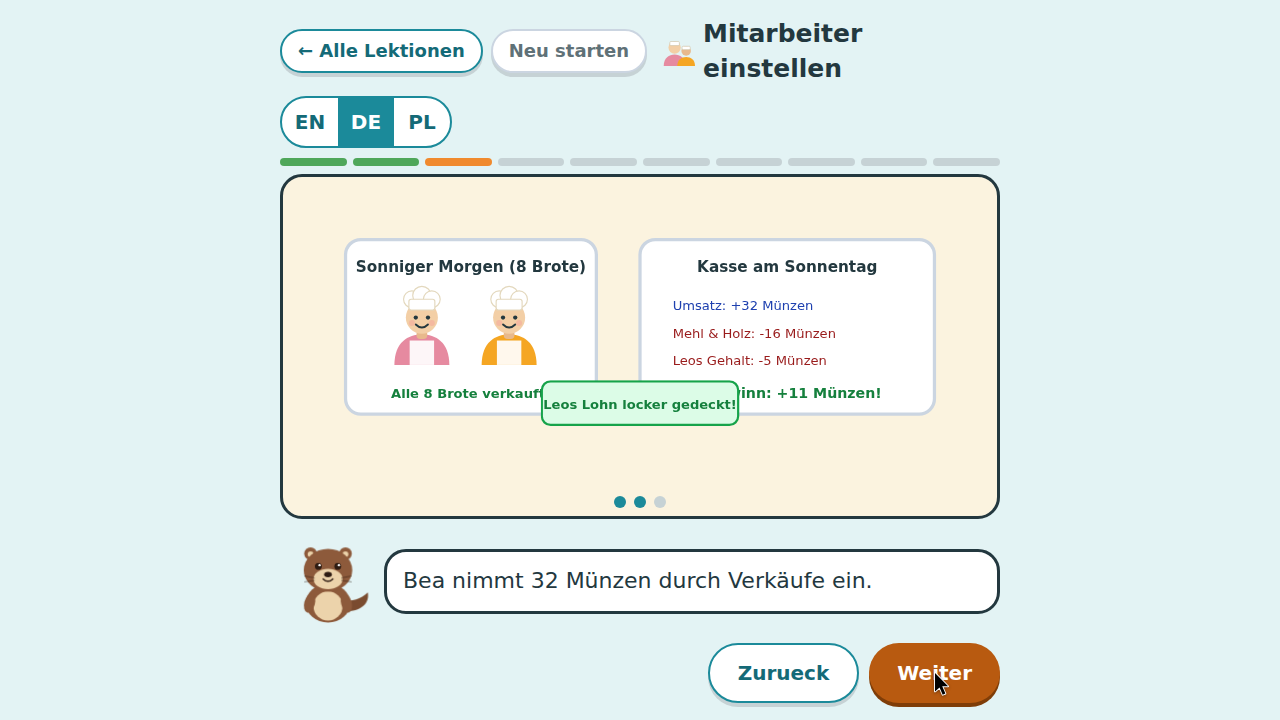 ← Alle Lektionen
Neu starten
Mitarbeiter
einstellen
EN
DE
PL
Sonniger Morgen (8 Brote)
Alle 8 Brote
Kasse am Sonnentag
Umsatz: +32 Münzen
Mehl & Holz: -16 Münzen
Leos Gehalt: -5 Münzen
+11 Münzen!
Leos Lohn locker gedeckt!
Bea nimmt 32 Münzen durch Verkäufe ein.
Zurueck
Weiter